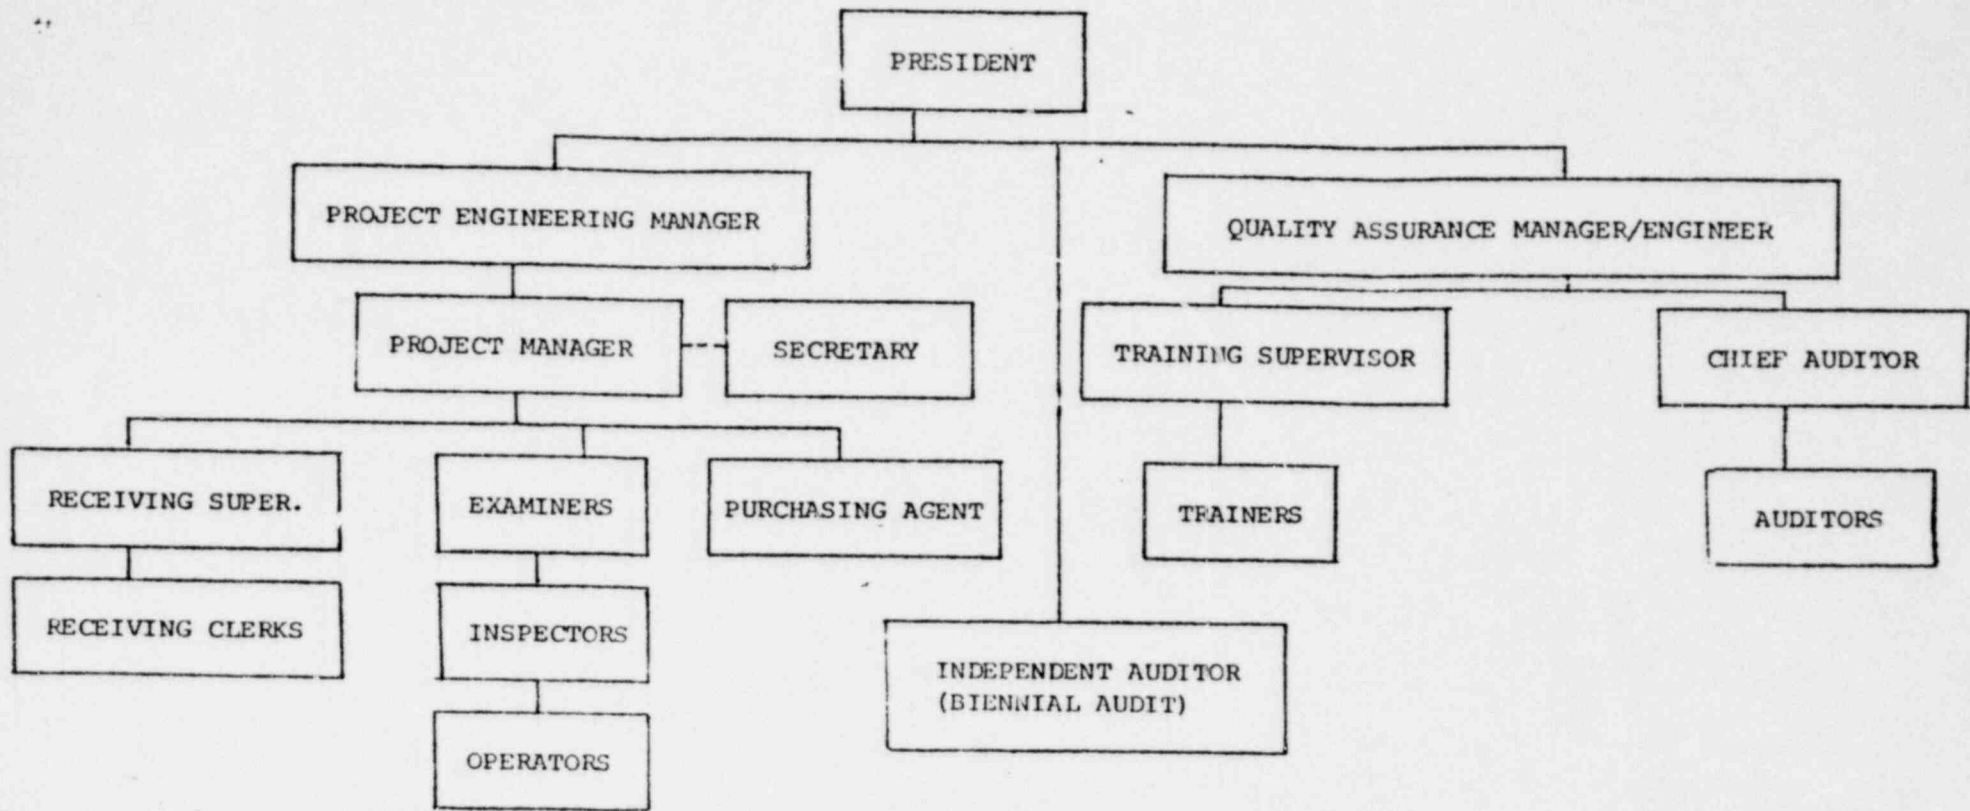 PRESIDENT
PROJECT ENGINEERING MANAGER
QUALITY ASSURANCE MANAGER/ENGINEER
PROJECT MANAGER
SECRETARY
TRAINING SUPERVISOR
CHIEF AUDITOR
RECEIVING SUPER.
EXAMINERS
PURCHASING AGENT
TRAINERS
AUDITORS
RECEIVING CLERKS
INSPECTORS
INDEPENDENT AUDITOR
(BIENNIAL AUDIT)
OPERATORS